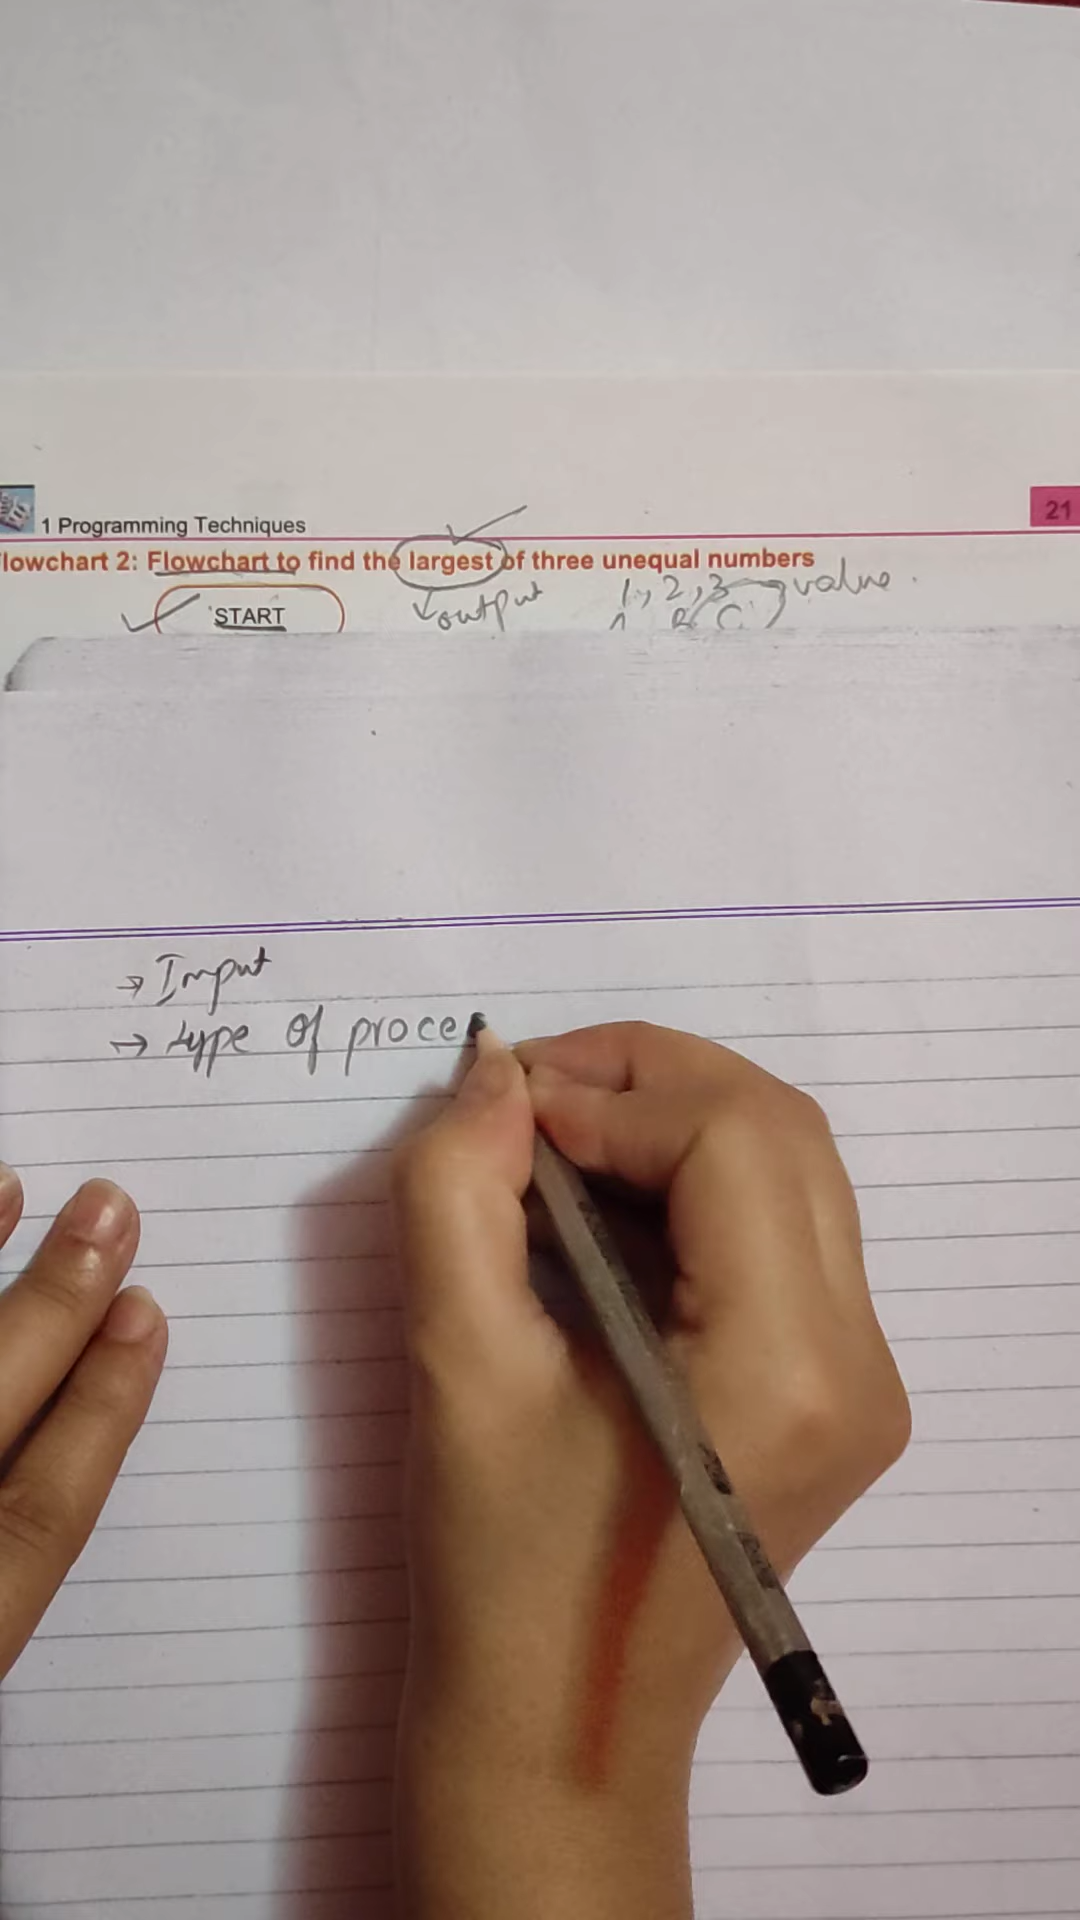 1 Programming Techniques 21
lowchart 2: Flowchart to find the largest of three unequal numbers
START output 1, 2, 3 value.
B C
→ Input
→ type of proce